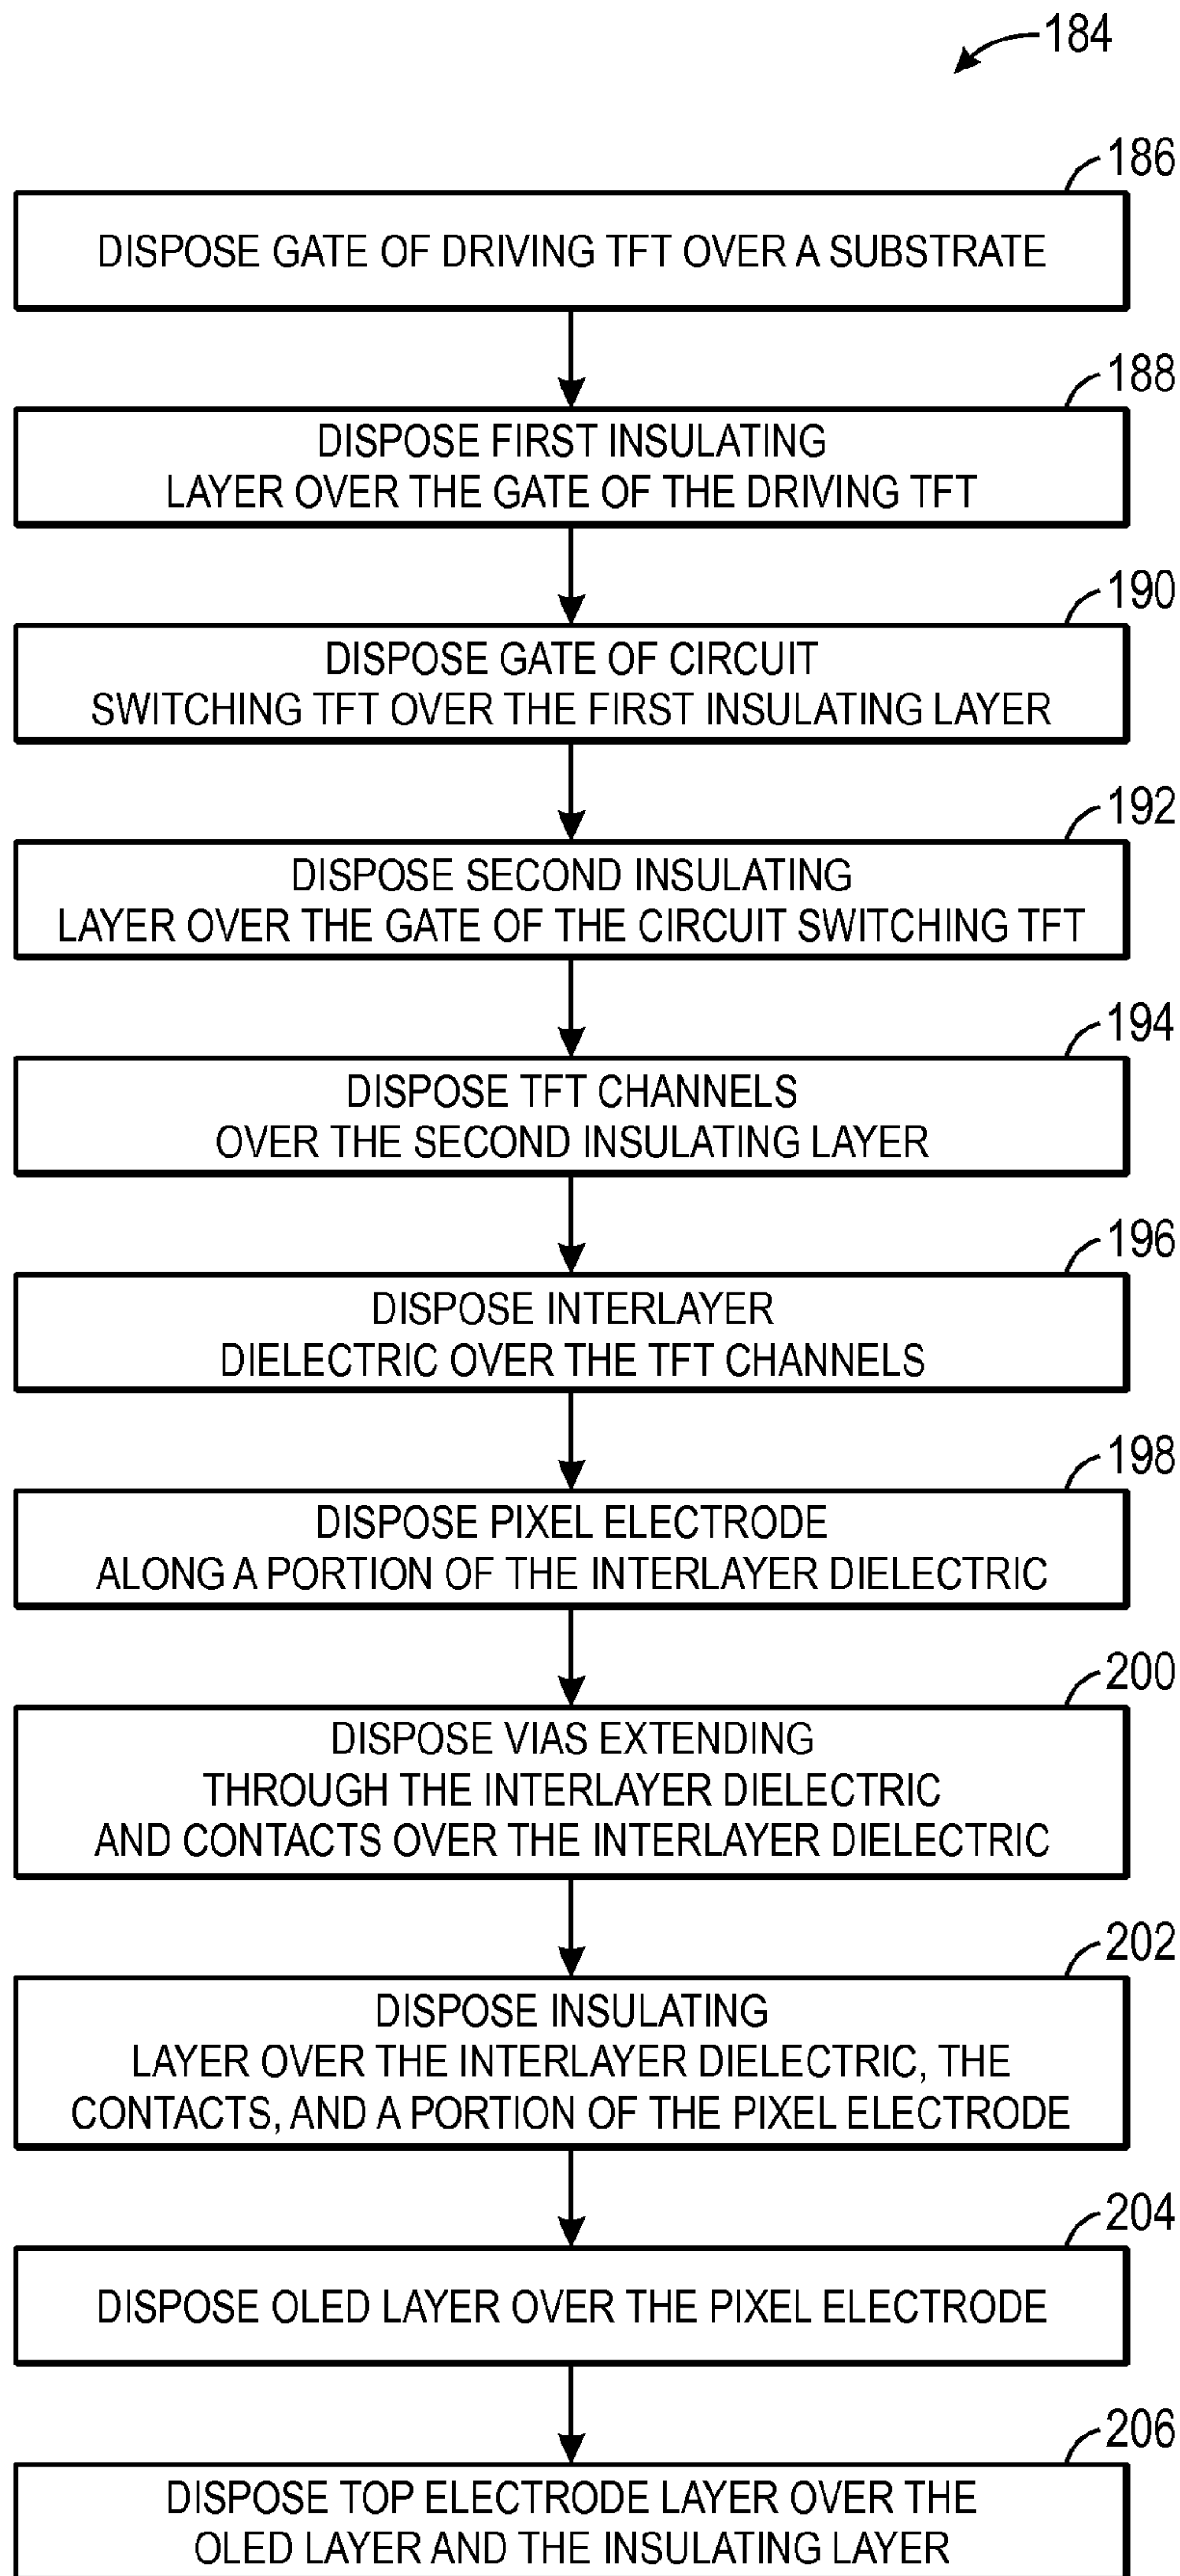 184
186
DISPOSE GATE OF DRIVING TFT OVER A SUBSTRATE
188
DISPOSE FIRST INSULATING
LAYER OVER THE GATE OF THE DRIVING TFT
190
DISPOSE GATE OF CIRCUIT
SWITCHING TFT OVER THE FIRST INSULATING LAYER
192
DISPOSE SECOND INSULATING
LAYER OVER THE GATE OF THE CIRCUIT SWITCHING TFT
194
DISPOSE TFT CHANNELS
OVER THE SECOND INSULATING LAYER
196
DISPOSE INTERLAYER
DIELECTRIC OVER THE TFT CHANNELS
198
DISPOSE PIXEL ELECTRODE
ALONG A PORTION OF THE INTERLAYER DIELECTRIC
200
DISPOSE VIAS EXTENDING
THROUGH THE INTERLAYER DIELECTRIC
AND CONTACTS OVER THE INTERLAYER DIELECTRIC
202
DISPOSE INSULATING
LAYER OVER THE INTERLAYER DIELECTRIC, THE
CONTACTS, AND A PORTION OF THE PIXEL ELECTRODE
204
DISPOSE OLED LAYER OVER THE PIXEL ELECTRODE
206
DISPOSE TOP ELECTRODE LAYER OVER THE
OLED LAYER AND THE INSULATING LAYER